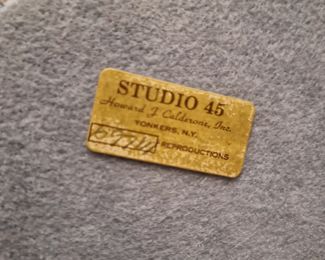 STUDIO 45
Howard J. Calderone, Inc.
YONKERS, N.Y.
REPRODUCTIONS